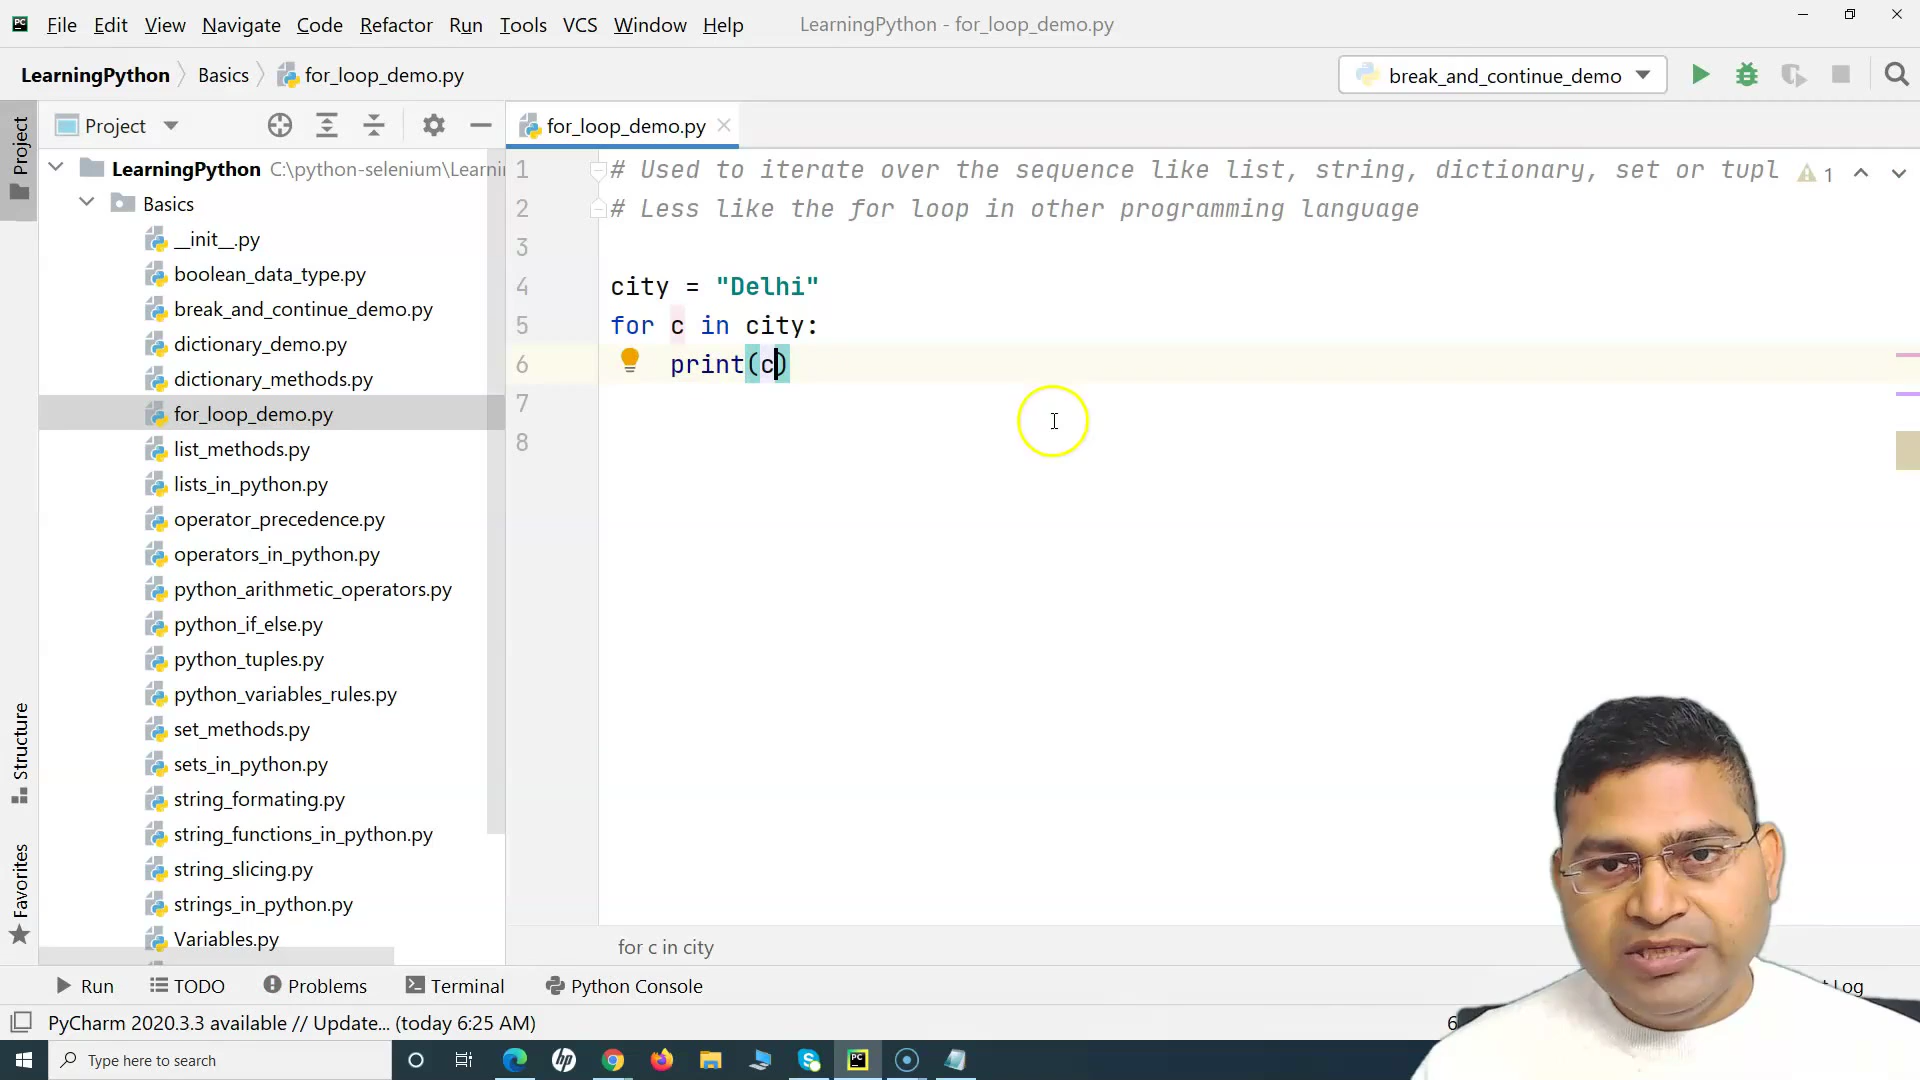 File Edit View Navigate Code Refactor Run Tools VCS Window Help LearningPython - for_loop_demo.py
LearningPython Basics for_loop_demo.py break_and_continue_demo
Project
Project
for_loop_demo.py
LearningPython C:\python-selenium\Learni
Basics
__init__.py
boolean_data_type.py
break_and_continue_demo.py
dictionary_demo.py
dictionary_methods.py
for_loop_demo.py
list_methods.py
lists_in_python.py
operator_precedence.py
operators_in_python.py
python_arithmetic_operators.py
python_if_else.py
python_tuples.py
python_variables_rules.py
set_methods.py
sets_in_python.py
string_formating.py
string_functions_in_python.py
string_slicing.py
strings_in_python.py
Variables.py
Structure
Favorites
1 # Used to iterate over the sequence like list, string, dictionary, set or tupl 1
2 # Less like the for loop in other programming language
3
4 city = "Delhi"
5 for c in city:
6 print(c)
7
8
for c in city
Run TODO Problems Terminal Python Console t Log
PyCharm 2020.3.3 available // Update... (today 6:25 AM) 6
Type here to search
hp
PC